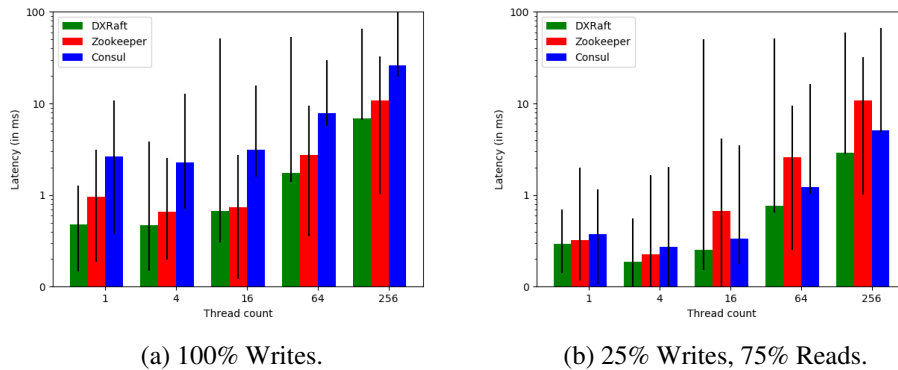 100
10
1
0
Latency (in ms)
DXRaft
Zookeeper
Consul
1 4 16 64 256
Thread count
(a) 100% Writes.
100
10
1
0
Latency (in ms)
DXRaft
Zookeeper
Consul
1 4 16 64 256
Thread count
(b) 25% Writes, 75% Reads.